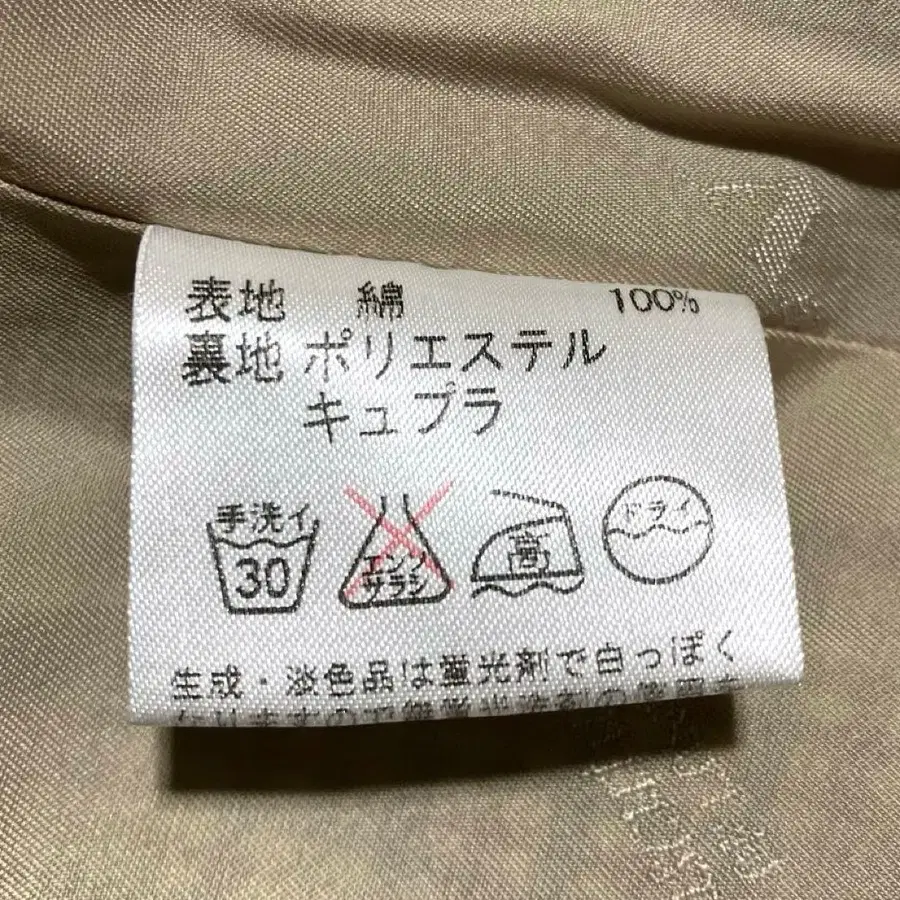 表地 綿 100%
裏地 ポリエステル
キュプラ
手洗イ
30
エンソ
サラシ
高
ドライ
生成・淡色品は蛍光剤で白っぽく